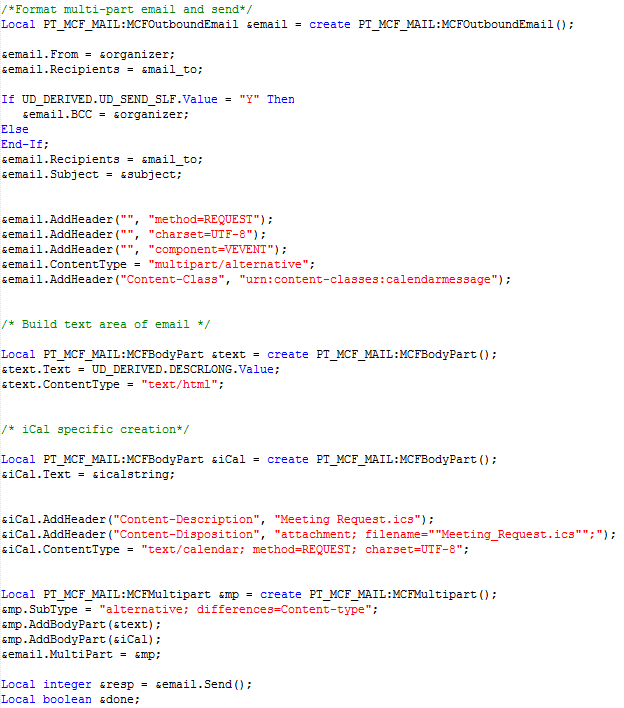 /*Format multi-part email and send*/
Local PT_MCF_MAIL:MCFOutboundEmail &email = create PT_MCF_MAIL:MCFOutboundEmail();
&email.From = &organizer;
&email.Recipients = &mail_to;
If UD_DERIVED.UD_SEND_SLF.Value = "Y" Then
   &email.BCC = &organizer;
Else
End-If;
&email.Recipients = &mail_to;
&email.Subject = &subject;
&email.AddHeader("", "method=REQUEST");
&email.AddHeader("", "charset=UTF-8");
&email.AddHeader("", "component=VEVENT");
&email.ContentType = "multipart/alternative";
&email.AddHeader("Content-Class", "urn:content-classes:calendarmessage");
/* Build text area of email */
Local PT_MCF_MAIL:MCFBodyPart &text = create PT_MCF_MAIL:MCFBodyPart();
&text.Text = UD_DERIVED.DESCRLONG.Value;
&text.ContentType = "text/html";
/* iCal specific creation*/
Local PT_MCF_MAIL:MCFBodyPart &iCal = create PT_MCF_MAIL:MCFBodyPart();
&iCal.Text = &icalstring;
&iCal.AddHeader("Content-Description", "Meeting Request.ics");
&iCal.AddHeader("Content-Disposition", "attachment; filename=""Meeting_Request.ics"";");
&iCal.ContentType = "text/calendar; method=REQUEST; charset=UTF-8";
Local PT_MCF_MAIL:MCFMultipart &mp = create PT_MCF_MAIL:MCFMultipart();
&mp.SubType = "alternative; differences=Content-type";
&mp.AddBodyPart(&text);
&mp.AddBodyPart(&iCal);
&email.MultiPart = &mp;
Local integer &resp = &email.Send();
Local boolean &done;